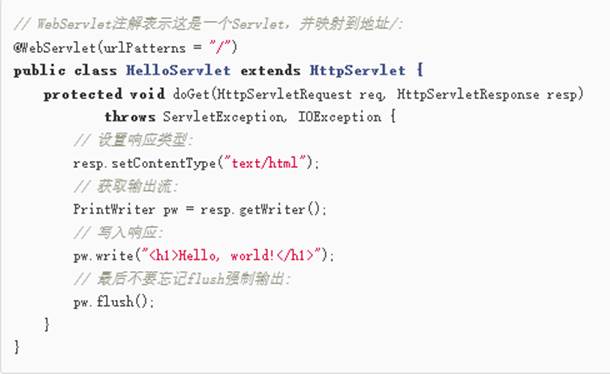 // WebServlet注解表示这是一个Servlet，并映射到地址/:
@WebServlet(urlPatterns = "/")
public class HelloServlet extends HttpServlet {
    protected void doGet(HttpServletRequest req, HttpServletResponse resp)
            throws ServletException, IOException {
        // 设置响应类型:
        resp.setContentType("text/html");
        // 获取输出流:
        PrintWriter pw = resp.getWriter();
        // 写入响应:
        pw.write("<h1>Hello, world!</h1>");
        // 最后不要忘记flush强制输出:
        pw.flush();
    }
}